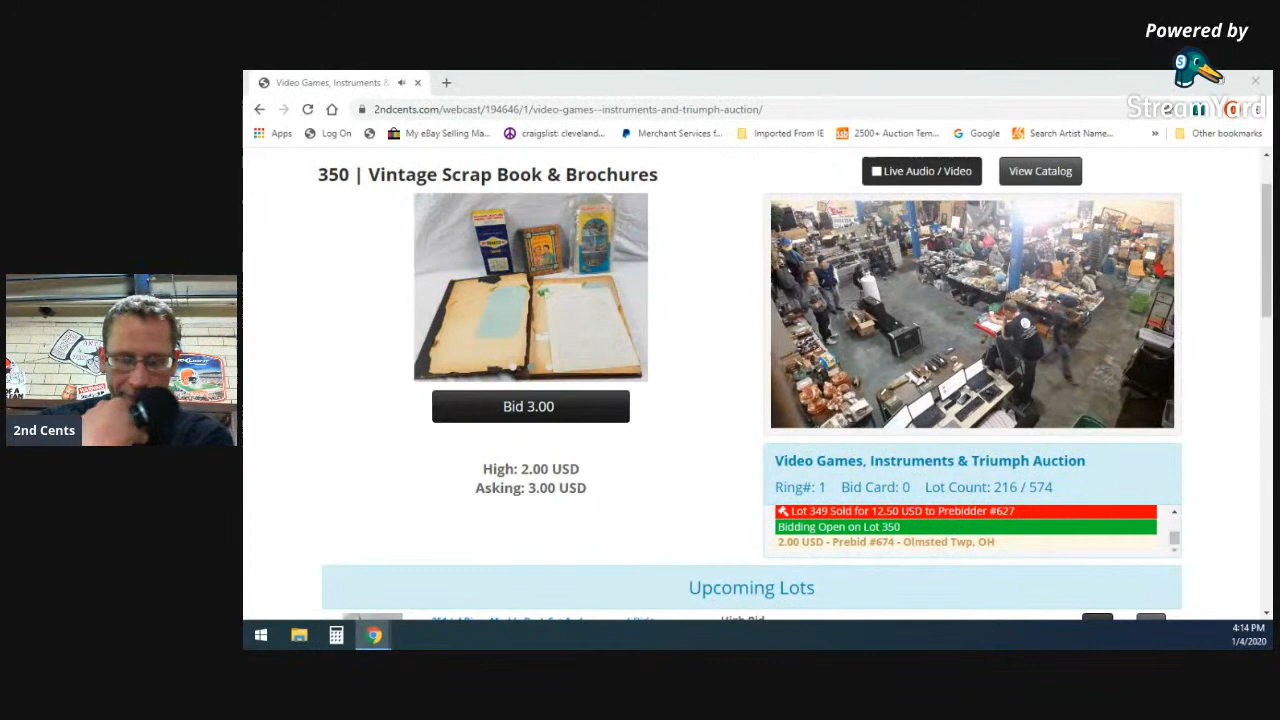 Powered by
StreamYard
Video Games, Instruments &
2ndcents.com/webcast/194646/1/video-games--instruments-and-triumph-auction/
Apps Log On My eBay Selling Ma... craigslist: cleveland... Merchant Services f... Imported From IE 2500+ Auction Tem... Google Search Artist Name... » Other bookmarks
350 | Vintage Scrap Book & Brochures
Live Audio / Video
View Catalog
Bid 3.00
High: 2.00 USD
Asking: 3.00 USD
Video Games, Instruments & Triumph Auction
Ring#: 1 Bid Card: 0 Lot Count: 216 / 574
Lot 349 Sold for 12.50 USD to Prebidder #627
Bidding Open on Lot 350
2.00 USD - Prebid #674 - Olmsted Twp, OH
Upcoming Lots
2nd Cents
4:14 PM
1/4/2020